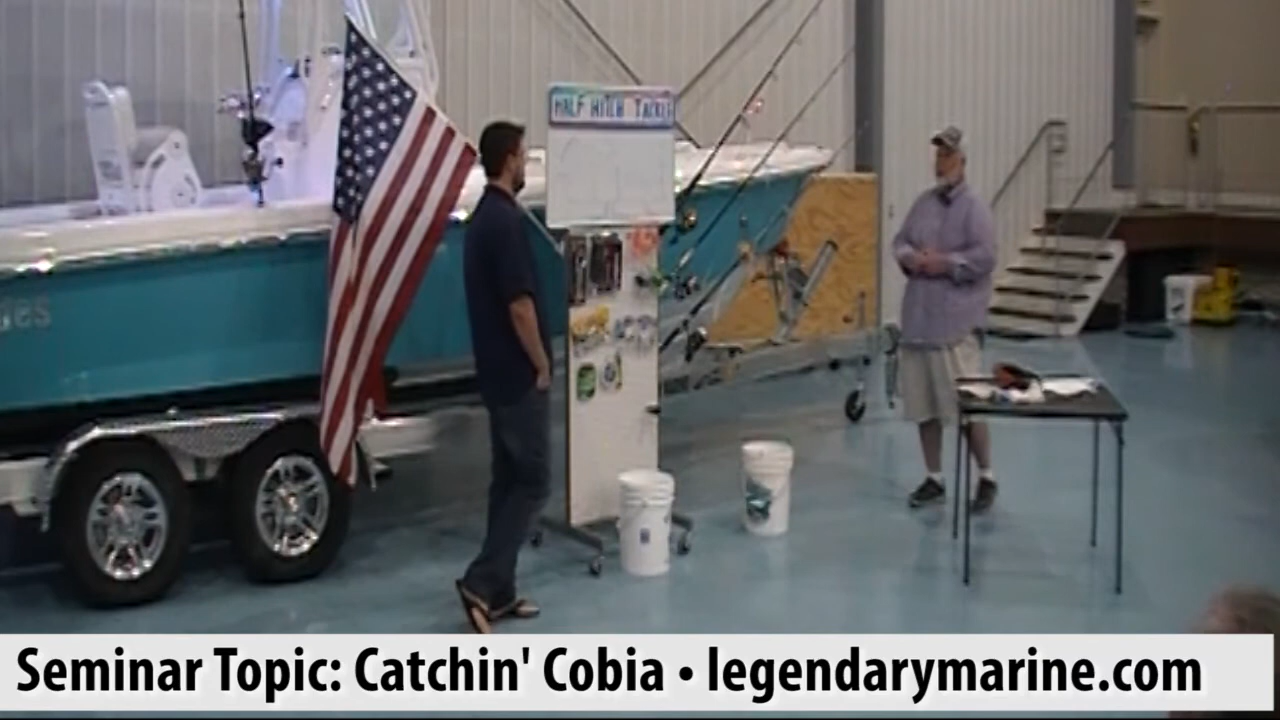 HALF HITCH TACKLE
Seminar Topic: Catchin' Cobia • legendarymarine.com